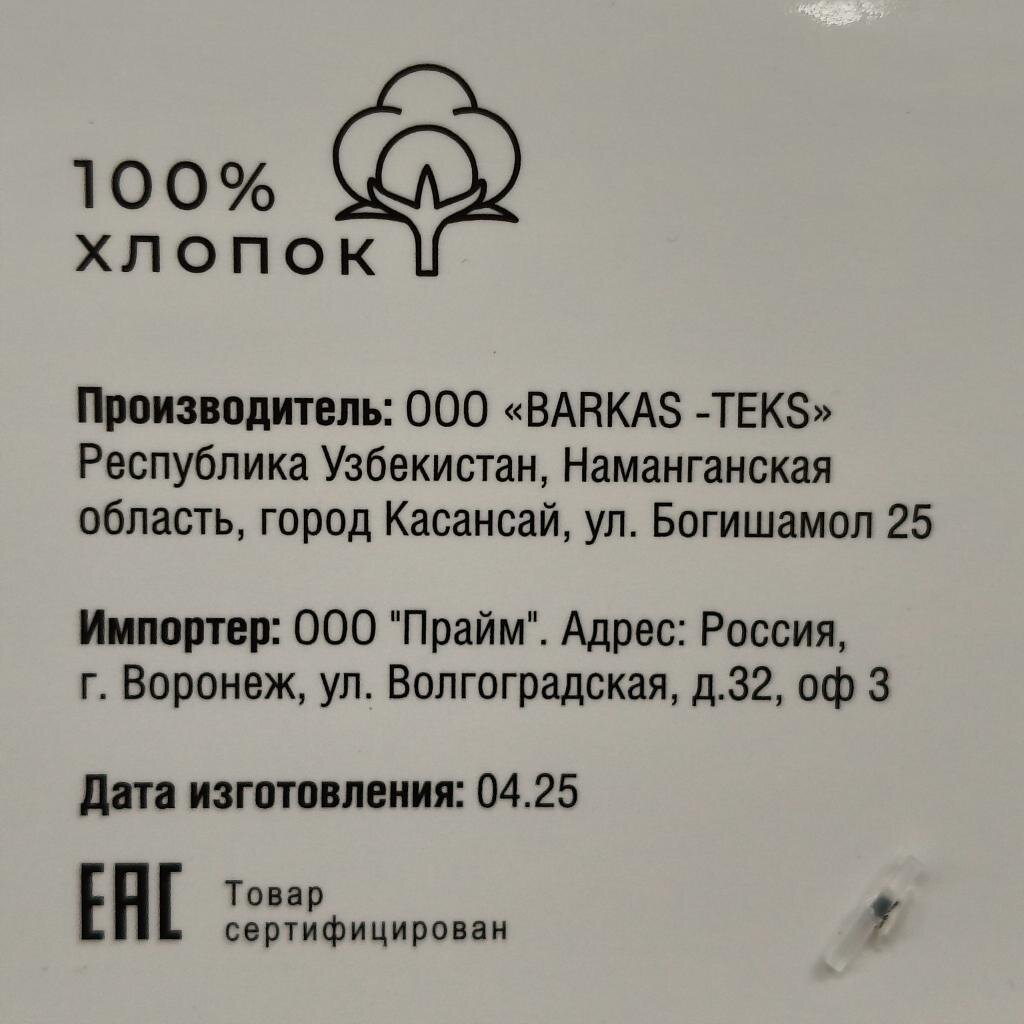 100%
ХЛОПОК
Производитель: ООО «BARKAS -TEKS»
Республика Узбекистан, Наманганская
область, город Касансай, ул. Богишамол 25
Импортер: ООО "Прайм". Адрес: Россия,
г. Воронеж, ул. Волгоградская, д.32, оф 3
Дата изготовления: 04.25
EAC
Товар
сертифицирован